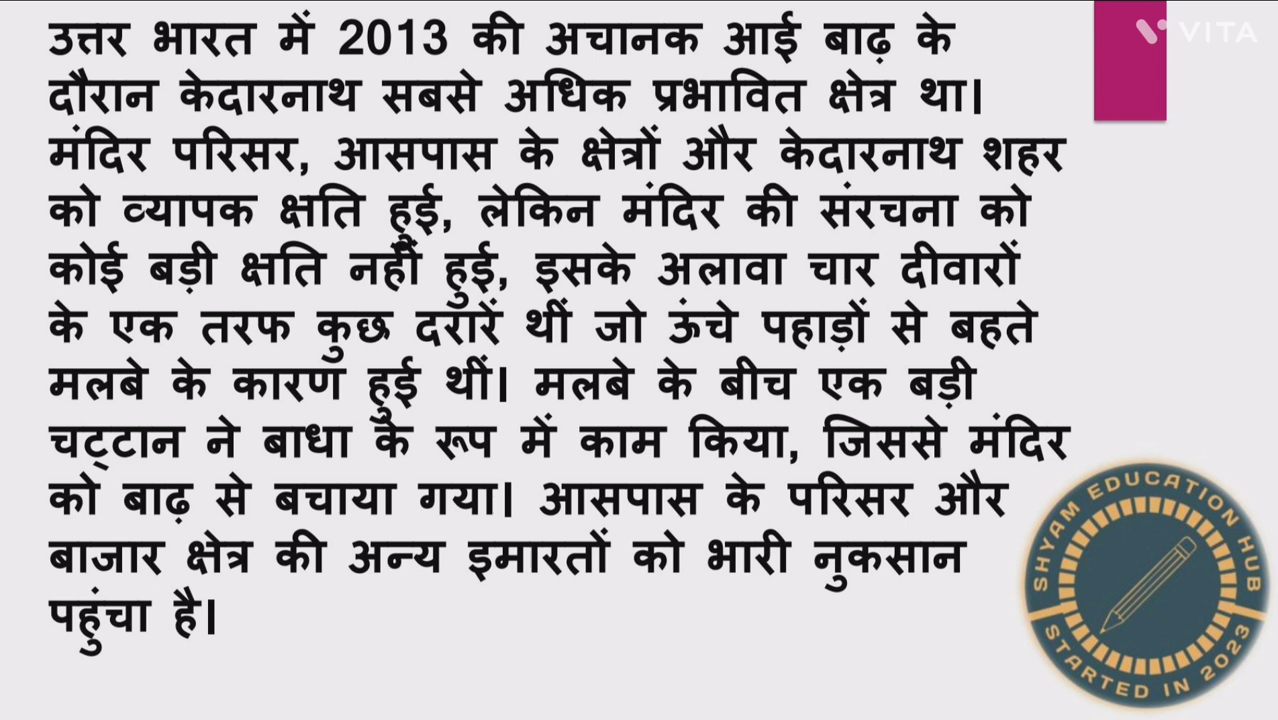 उत्तर भारत में 2013 की अचानक आई बाढ़ के
दौरान केदारनाथ सबसे अधिक प्रभावित क्षेत्र था।
मंदिर परिसर, आसपास के क्षेत्रों और केदारनाथ शहर
को व्यापक क्षति हुई, लेकिन मंदिर की संरचना को
कोई बड़ी क्षति नहीं हुई, इसके अलावा चार दीवारों
के एक तरफ कुछ दरारें थीं जो ऊंचे पहाड़ों से बहते
मलबे के कारण हुई थीं। मलबे के बीच एक बड़ी
चट्टान ने बाधा के रूप में काम किया, जिससे मंदिर
को बाढ़ से बचाया गया। आसपास के परिसर और
बाजार क्षेत्र की अन्य इमारतों को भारी नुकसान
पहुंचा है।
VITA
SHYAM EDUCATION HUB
STARTED IN 2023